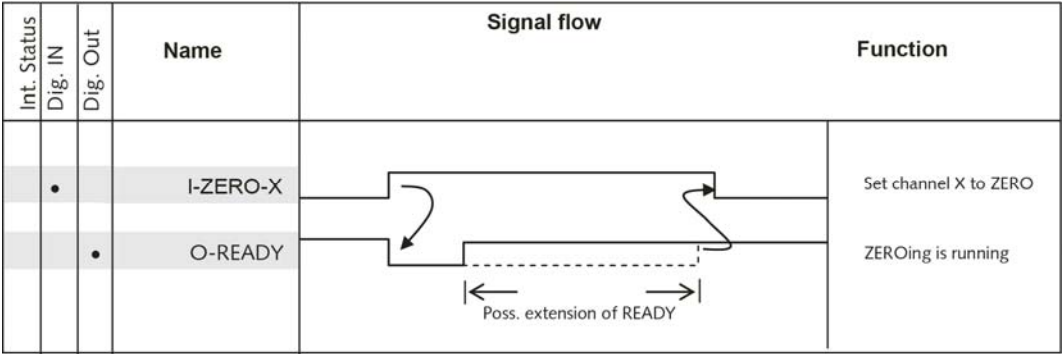 Int. Status
Dig. IN
Dig. Out
Name
Signal flow
Function
I-ZERO-X
Set channel X to ZERO
O-READY
ZEROing is running
Poss. extension of READY